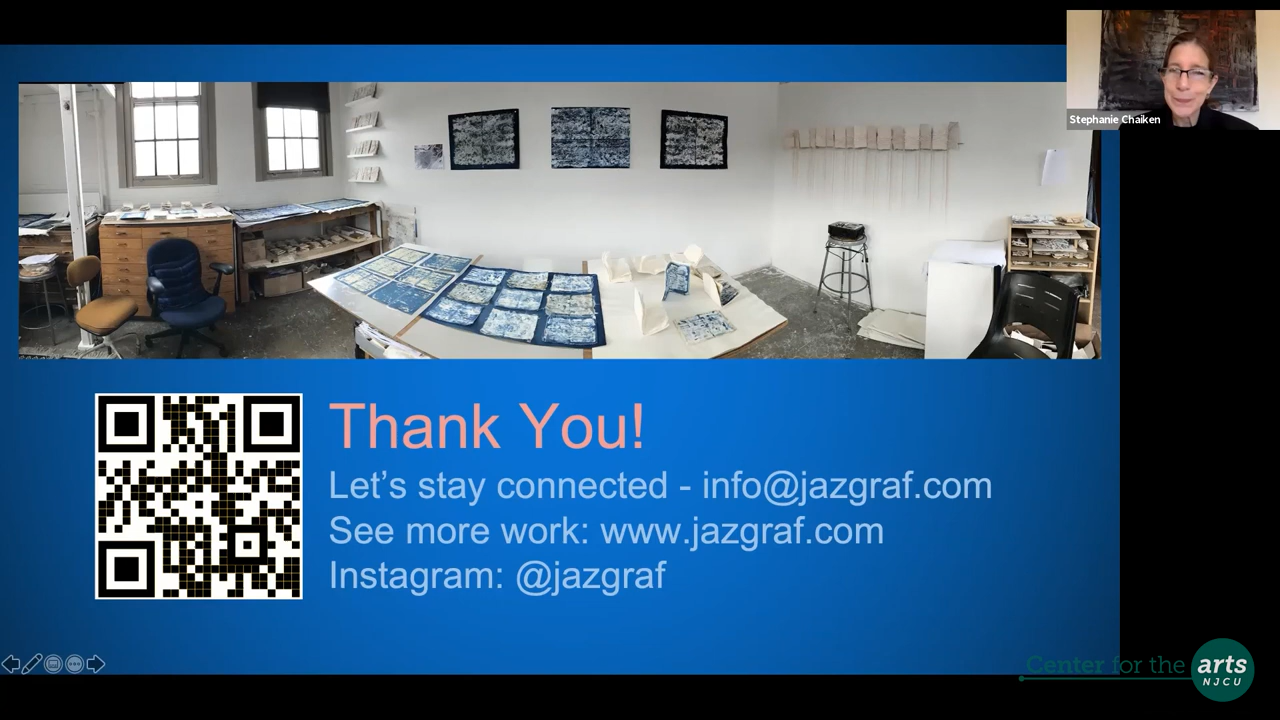 Stephanie Chaiken
Thank You!
Let’s stay connected - info@jazgraf.com
See more work: www.jazgraf.com
Instagram: @jazgraf
Center for the arts
NJCU